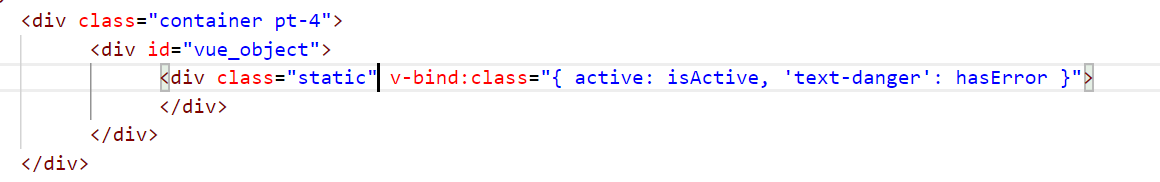 <div class="container pt-4">
<div id="vue_object">
<div class="static" v-bind:class="{ active: isActive, 'text-danger': hasError }">
</div>
</div>
</div>